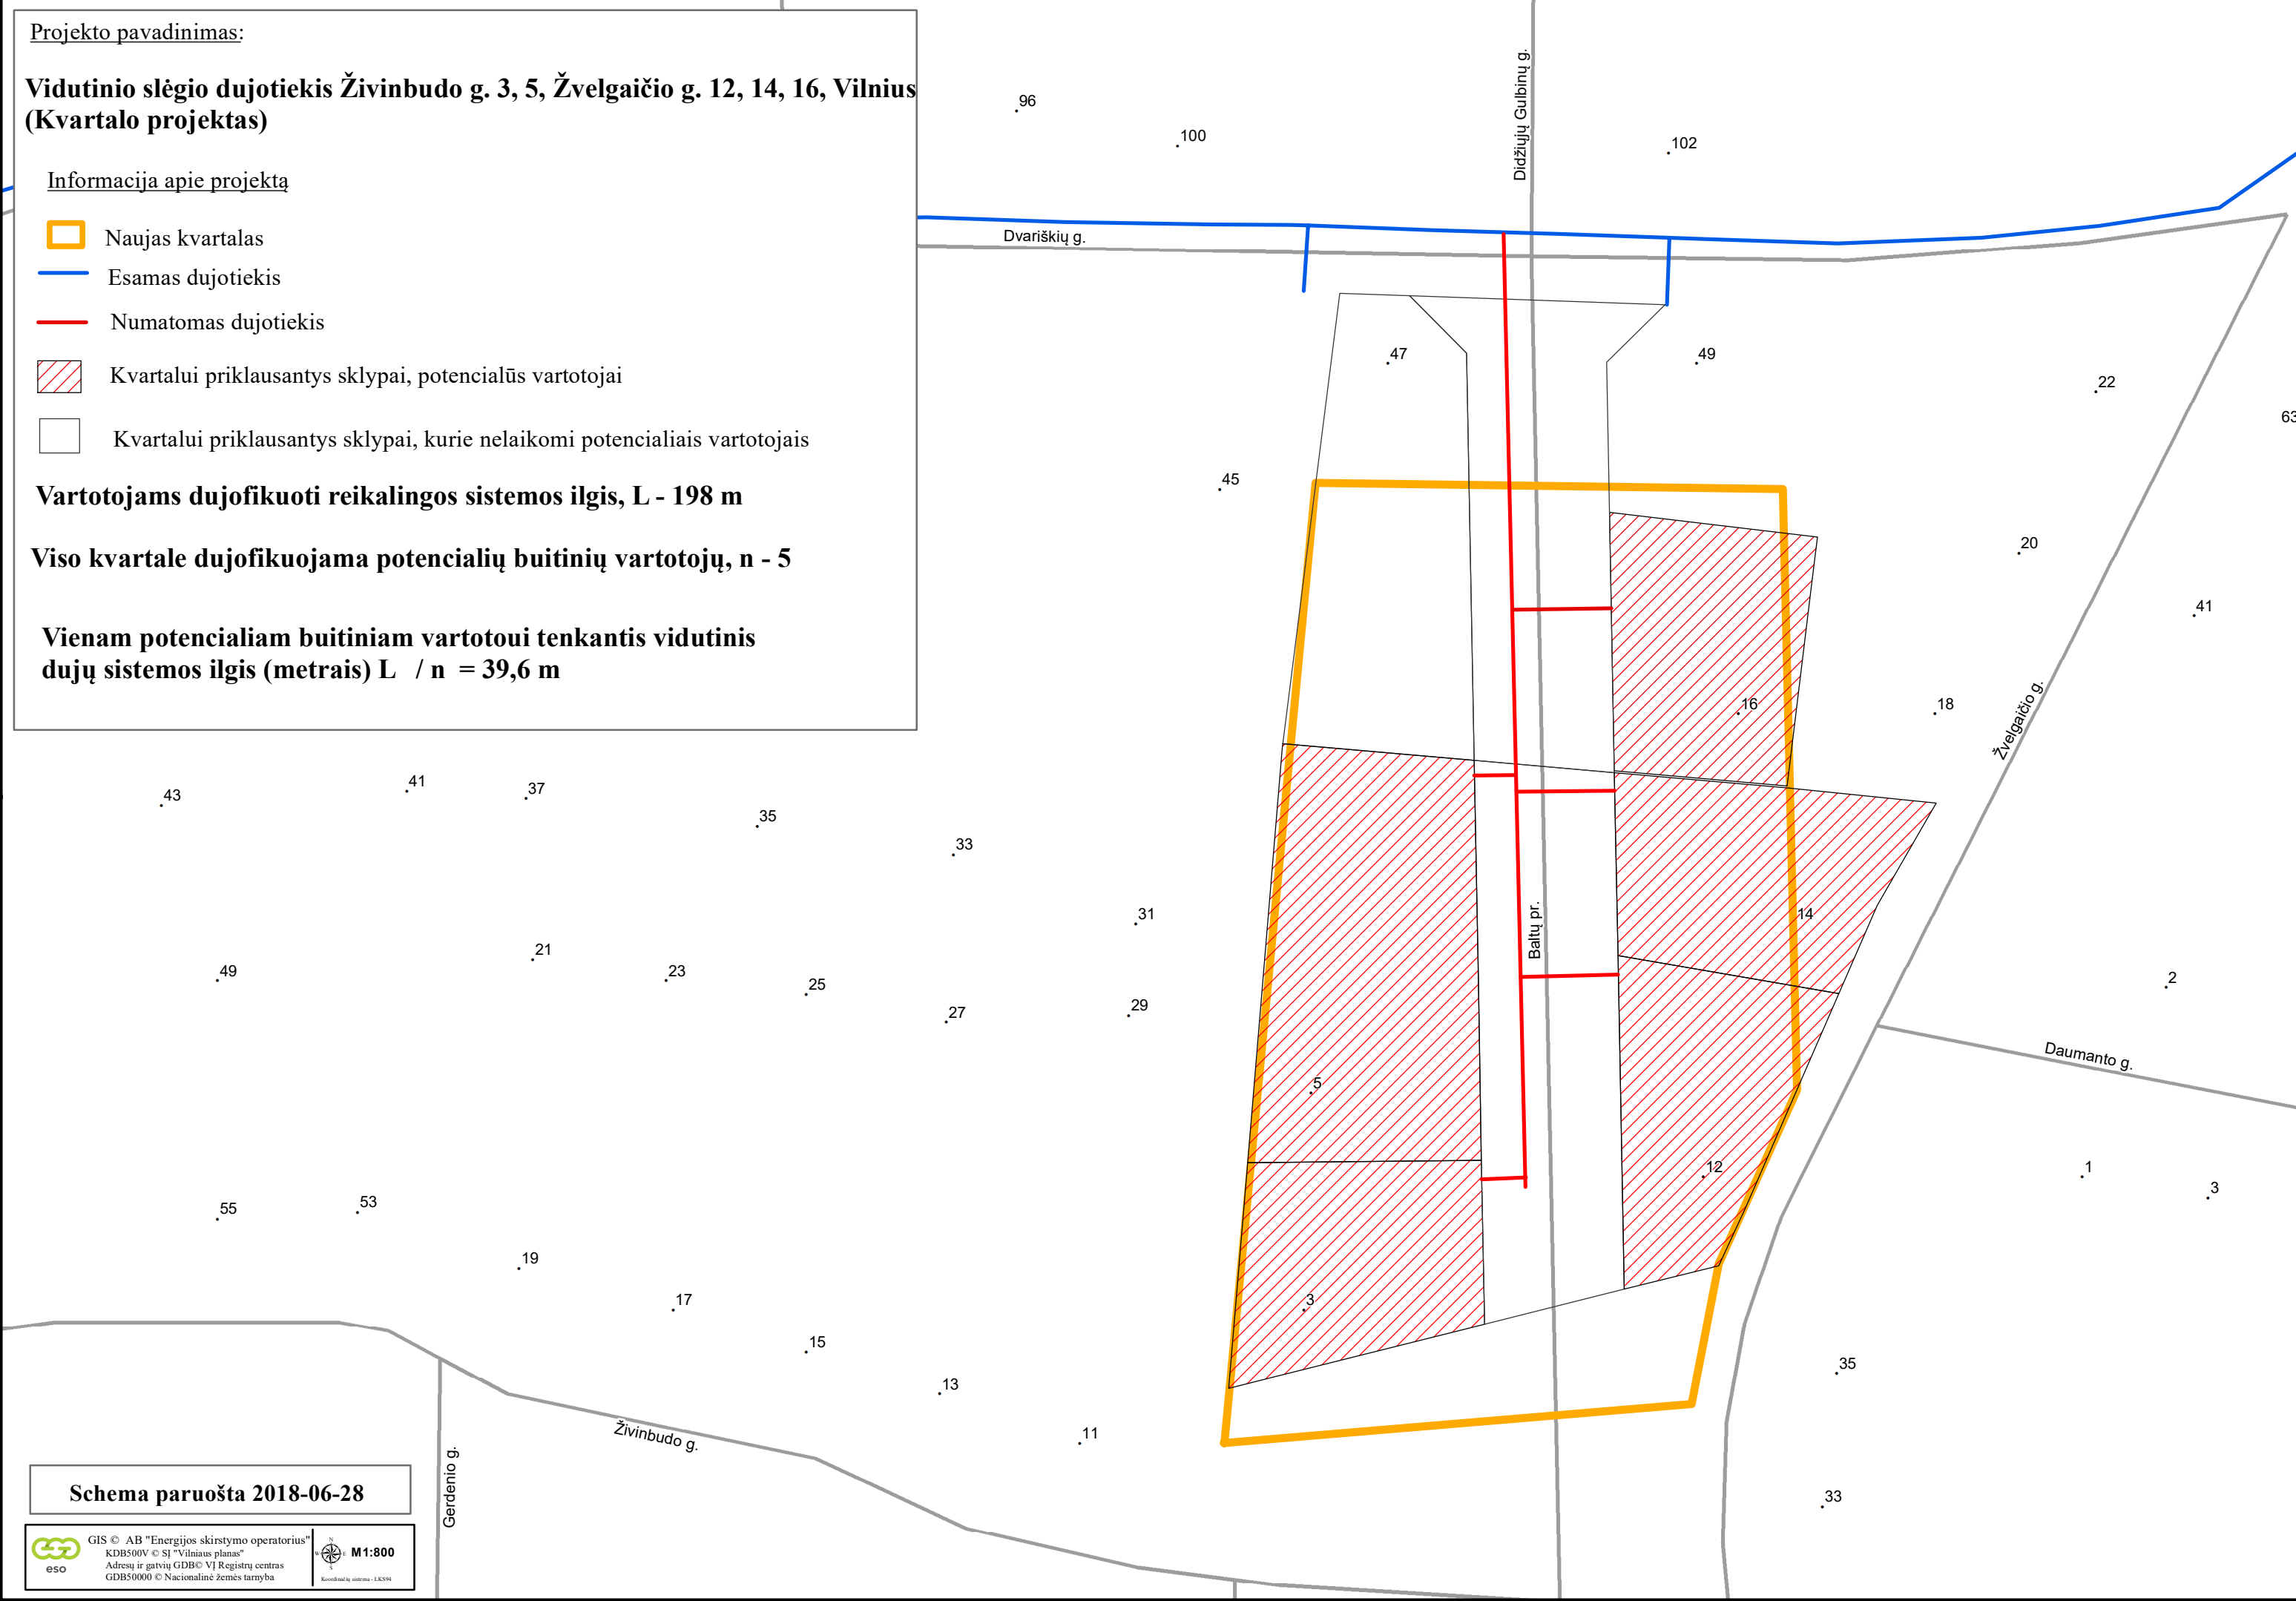 Projekto pavadinimas:
Vidutinio slėgio dujotiekis Živinbudo g. 3, 5, Žvelgaičio g. 12, 14, 16, Vilnius
(Kvartalo projektas)
Informacija apie projektą
Naujas kvartalas
Esamas dujotiekis
Numatomas dujotiekis
Kvartalui priklausantys sklypai, potencialūs vartotojai
Kvartalui priklausantys sklypai, kurie nelaikomi potencialiais vartotojais
Vartotojams dujofikuoti reikalingos sistemos ilgis, L - 198 m
Viso kvartale dujofikuojama potencialių buitinių vartotojų, n - 5
Vienam potencialiam buitiniam vartotoui tenkantis vidutinis
dujų sistemos ilgis (metrais) L / n = 39,6 m
96
100
102
Didžiųjų Gulbinų g.
Dvariškių g.
47
49
22
63
45
20
41
16
18
Žvelgaičio g.
43
41
37
35
33
31
14
Baltų pr.
49
21
23
25
27
29
2
Daumanto g.
5
12
1
3
55
53
19
17
3
15
35
13
11
Živinbudo g.
Gerdenio g.
33
Schema paruošta 2018-06-28
eso
GIS © AB "Energijos skirstymo operatorius"
KDB500V © SĮ "Vilniaus planas"
Adresų ir gatvių GDB© VĮ Registrų centras
GDB50000 © Nacionalinė žemės tarnyba
N
W
E
S
M1:800
Koordinačių sistema - LKS94